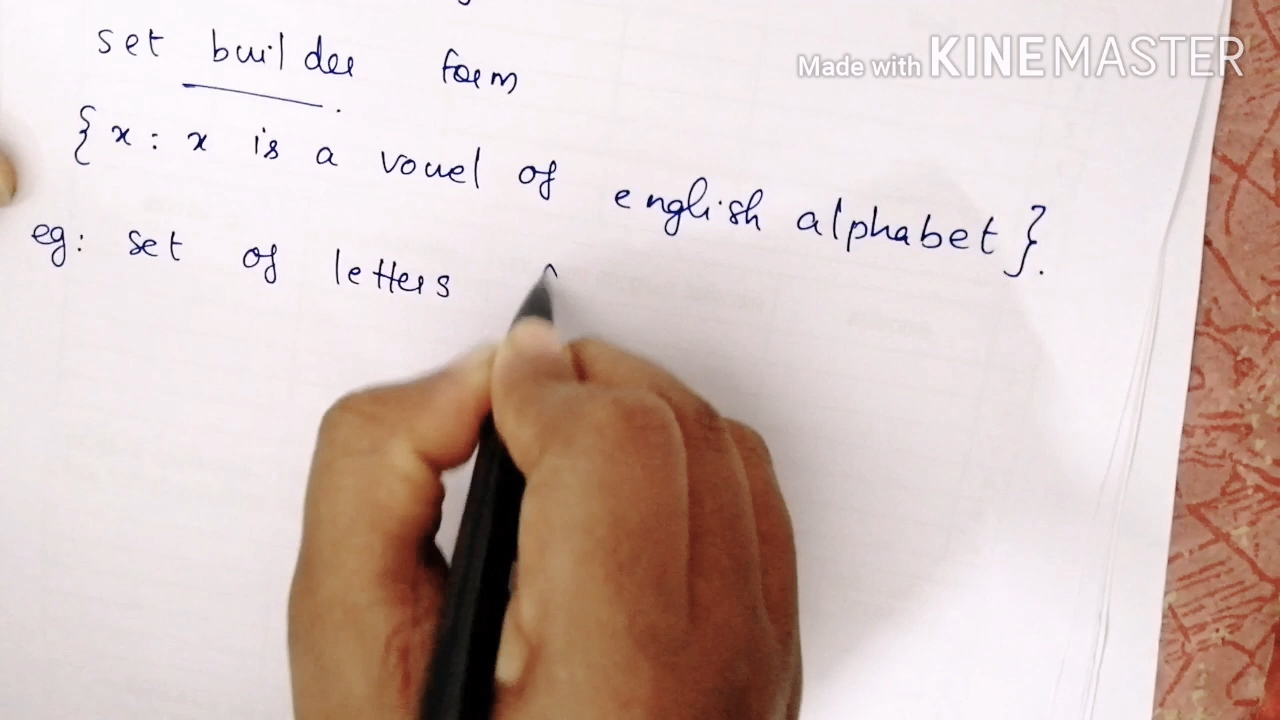 Made with KINEMASTER
set builder form
{x : x is a vowel of english alphabet}.
eg: set of letters